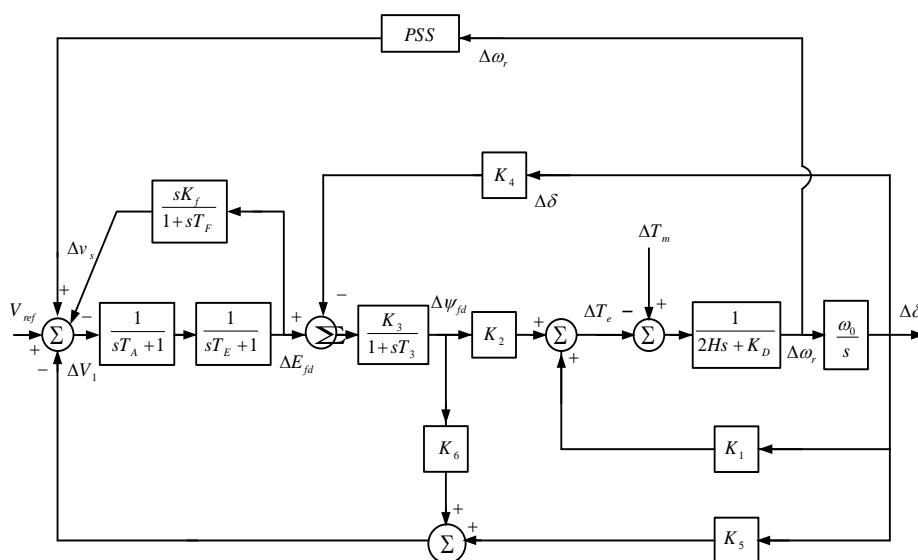 PSS
Δω_r
K_4
Δδ
sK_f
1+sT_F
Δv_s
ΔT_m
V_ref
+
+
−
−
Σ
1
sT_A+1
1
sT_E+1
+
−
Σ
ΔE_fd
K_3
1+sT_3
Δψ_fd
K_2
+
+
Σ
ΔT_e
−
+
Σ
1
2Hs+K_D
Δω_r
ω_0
s
Δδ
ΔV_1
K_6
K_1
+
+
Σ
K_5